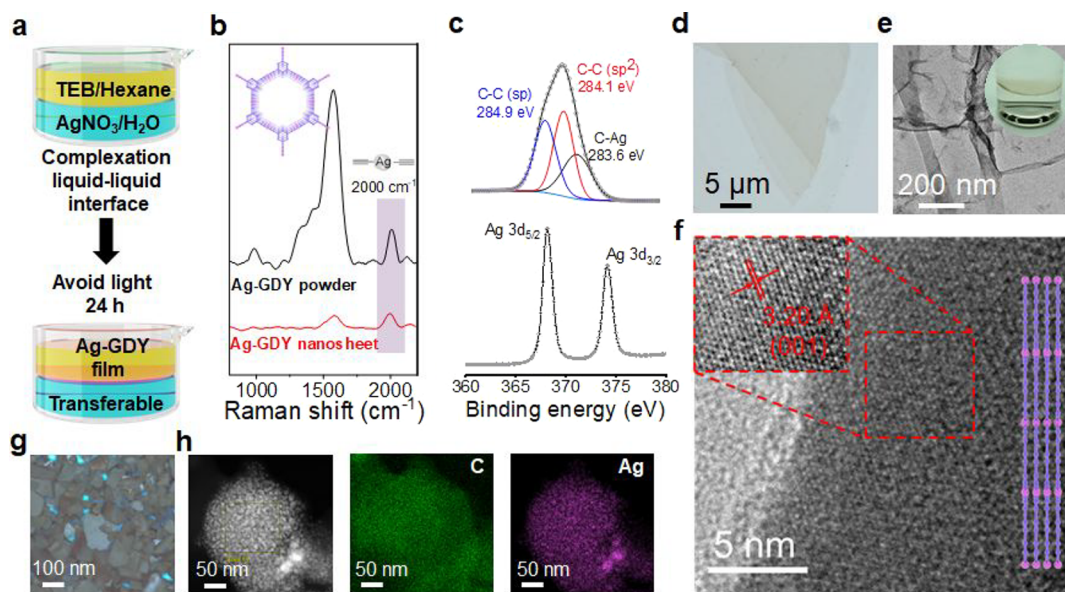 a
TEB/Hexane
AgNO3/H2O
Complexation
liquid-liquid
interface
Avoid light
24 h
Ag-GDY
film
Transferable
b
Ag
2000 cm-1
Ag-GDY powder
Ag-GDY nanosheet
800 1200 1600 2000
Raman shift (cm-1)
c
C-C (sp2)
284.1 eV
C-C (sp)
284.9 eV
C-Ag
283.6 eV
Ag 3d5/2
Ag 3d3/2
360 365 370 375 380
Binding energy (eV)
d
5 μm
e
200 nm
f
3.20 Å
(001)
5 nm
g
100 nm
h
50 nm
C
50 nm
Ag
50 nm